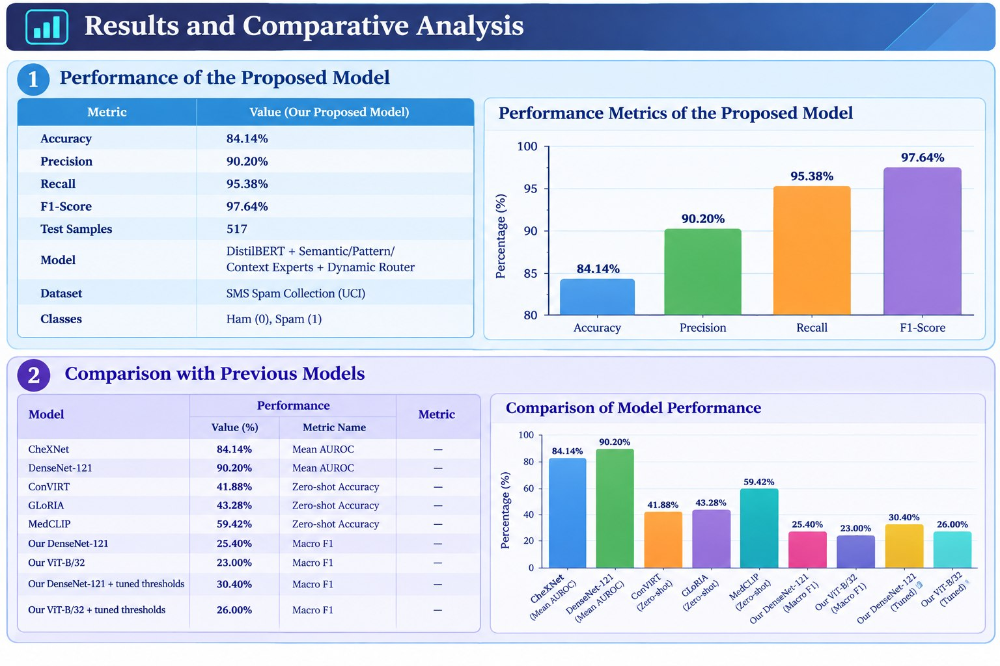 Results and Comparative Analysis
1 Performance of the Proposed Model
Metric Value (Our Proposed Model)
Accuracy 84.14%
Precision 90.20%
Recall 95.38%
F1-Score 97.64%
Test Samples 517
Model DistilBERT + Semantic/Pattern/
Context Experts + Dynamic Router
Dataset SMS Spam Collection (UCI)
Classes Ham (0), Spam (1)
Performance Metrics of the Proposed Model
Percentage (%)
100
95
90
85
80
84.14%
90.20%
95.38%
97.64%
Accuracy Precision Recall F1-Score
2 Comparison with Previous Models
Model Performance Metric
Value (%) Metric Name
CheXNet 84.14% Mean AUROC —
DenseNet-121 90.20% Mean AUROC —
ConVIRT 41.88% Zero-shot Accuracy —
GLoRIA 43.28% Zero-shot Accuracy —
MedCLIP 59.42% Zero-shot Accuracy —
Our DenseNet-121 25.40% Macro F1 —
Our ViT-B/32 23.00% Macro F1 —
Our DenseNet-121 + tuned thresholds 30.40% Macro F1 —
Our ViT-B/32 + tuned thresholds 26.00% Macro F1 —
Comparison of Model Performance
Percentage (%)
100
80
60
40
20
0
84.14%
90.20%
41.88%
43.28%
59.42%
25.40%
23.00%
30.40%
26.00%
CheXNet
(Mean AUROC)
DenseNet-121
(Mean AUROC)
ConVIRT
(Zero-shot)
GLoRIA
(Zero-shot)
MedCLIP
(Zero-shot)
Our DenseNet-121
(Macro F1)
Our ViT-B/32
(Macro F1)
Our DenseNet-121
(Tuned)
Our ViT-B/32
(Tuned)